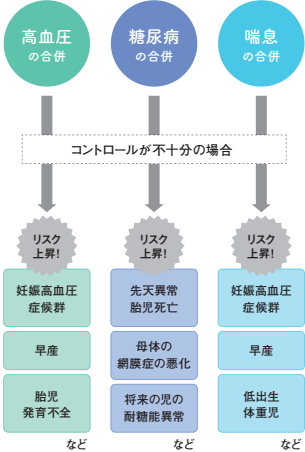 高血圧
の合併
糖尿病
の合併
喘息
の合併
コントロールが不十分の場合
リスク
上昇!
リスク
上昇!
リスク
上昇!
妊娠高血圧
症候群
早産
胎児
発育不全
など
先天異常
胎児死亡
母体の
網膜症の悪化
将来の児の
耐糖能異常
など
妊娠高血圧
症候群
早産
低出生
体重児
など